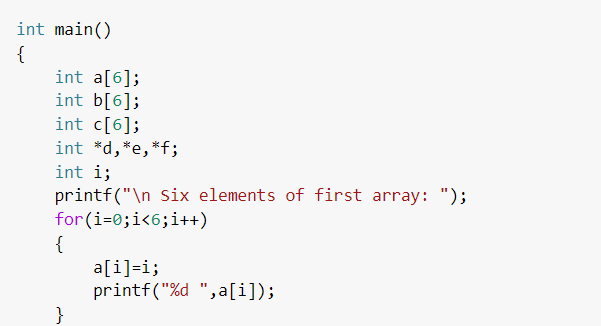 int main()
{
    int a[6];
    int b[6];
    int c[6];
    int *d,*e,*f;
    int i;
    printf("\n Six elements of first array: ");
    for(i=0;i<6;i++)
    {
        a[i]=i;
        printf("%d ",a[i]);
    }